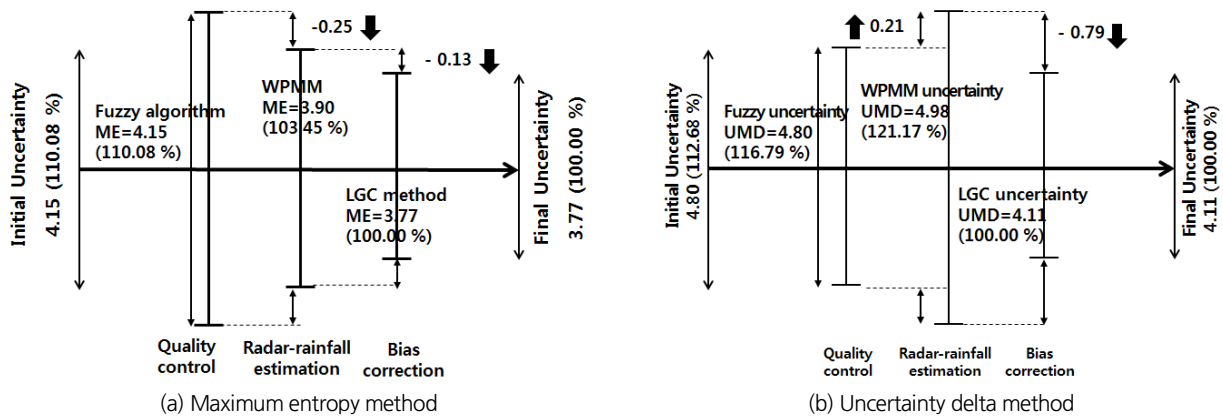 -0.25
- 0.13
Initial Uncertainty
4.15 (110.08 %)
Fuzzy algorithm
ME=4.15
(110.08 %)
WPMM
ME=3.90
(103.45 %)
LGC method
ME=3.77
(100.00 %)
Final Uncertainty
3.77 (100.00 %)
Quality
control
Radar-rainfall
estimation
Bias
correction
(a) Maximum entropy method
0.21
- 0.79
Initial Uncertainty
4.80 (112.68 %)
Fuzzy uncertainty
UMD=4.80
(116.79 %)
WPMM uncertainty
UMD=4.98
(121.17 %)
LGC uncertainty
UMD=4.11
(100.00 %)
Final Uncertainty
4.11 (100.00 %)
Quality
control
Radar-rainfall
estimation
Bias
correction
(b) Uncertainty delta method